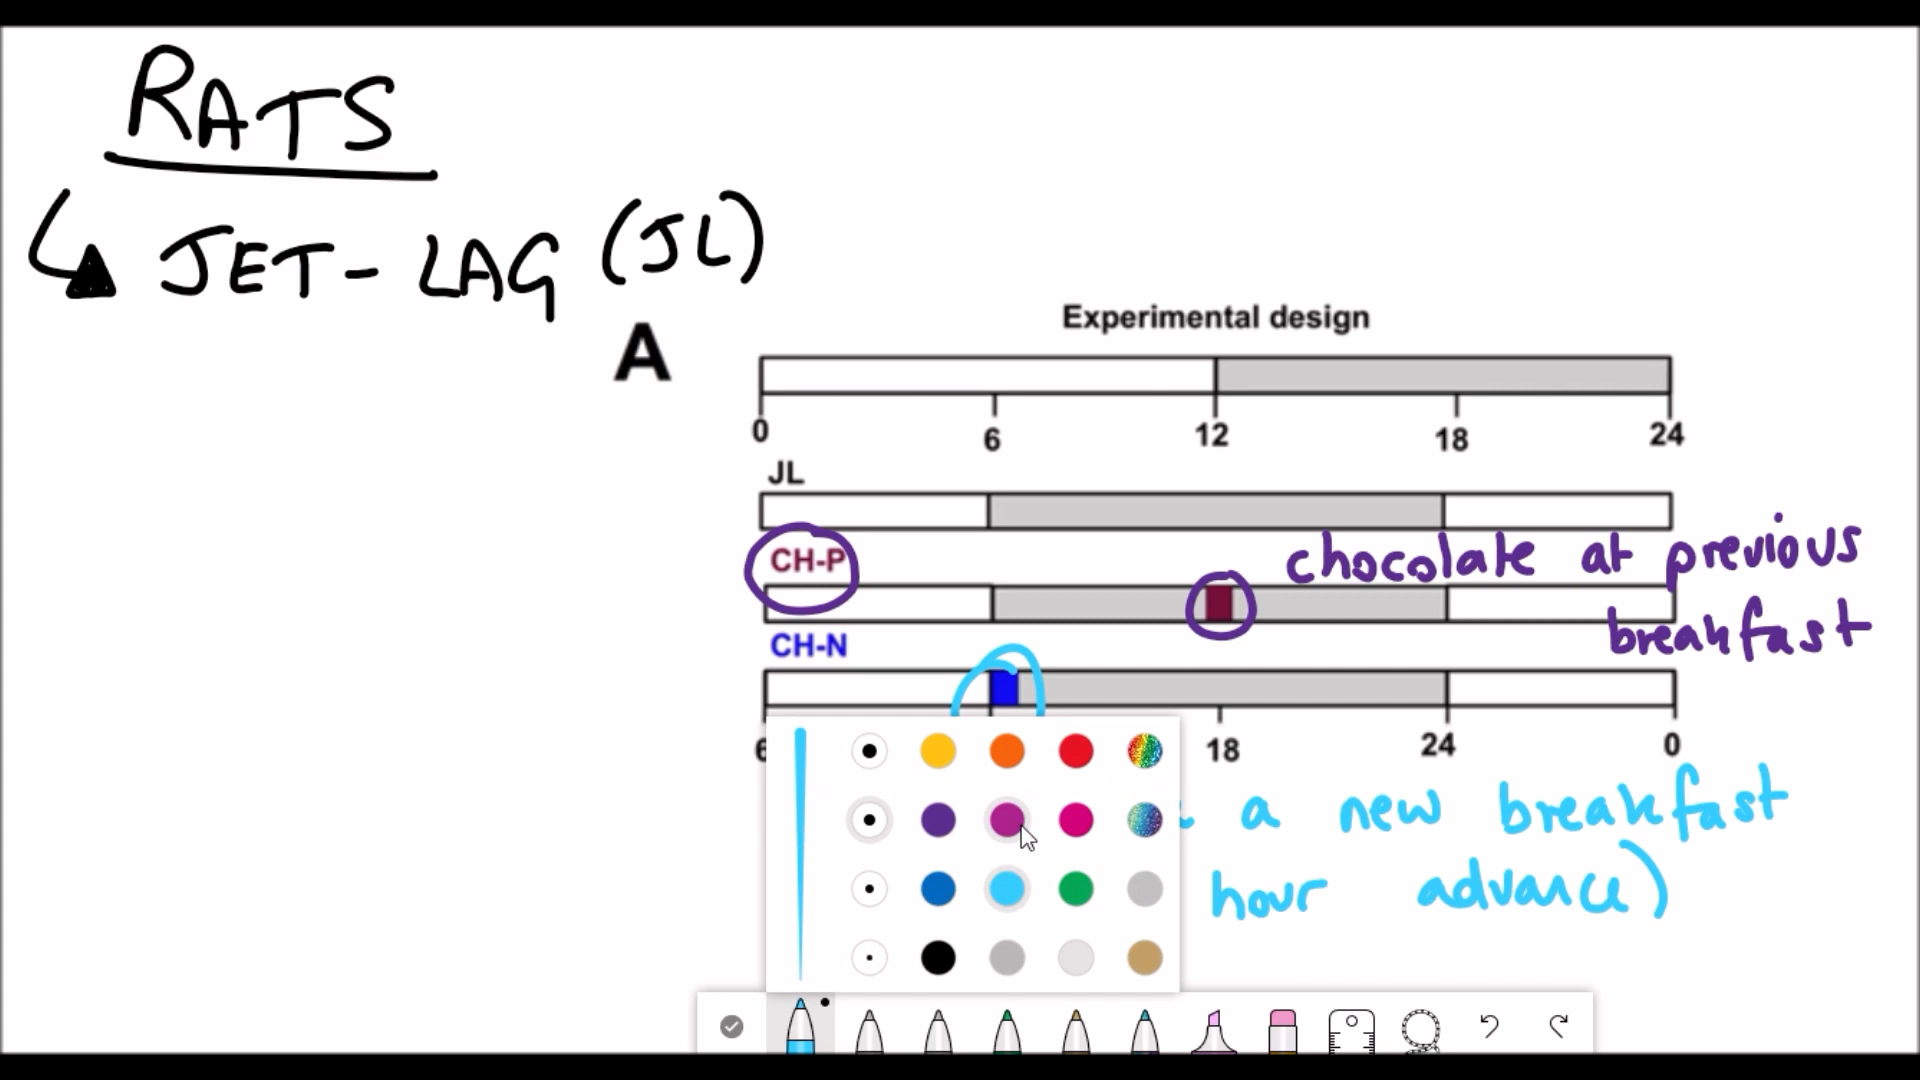 RATS
JET-LAG (JL)
A
Experimental design
0 6 12 18 24
JL
CH-P
chocolate at previous
breakfast
CH-N
18 24 0
a new breakfast
hour advance)